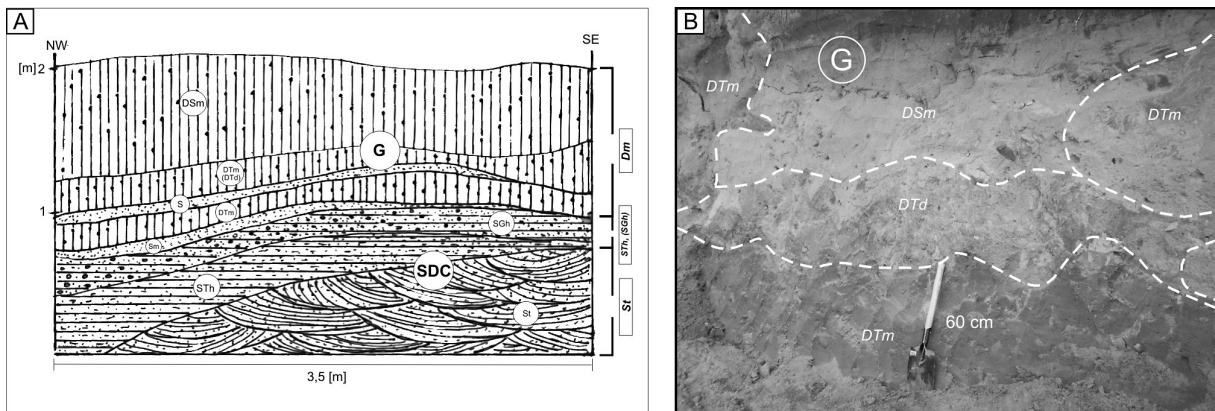 A
NW
SE
[m] 2
DSm
G
DTm
(DTd)
S
DTm
1
Sm
SGh
SDC
STh
St
Dm
STh, (SGh)
St
3,5 [m]
B
G
DTm
DSm
DTm
DTd
60 cm
DTm